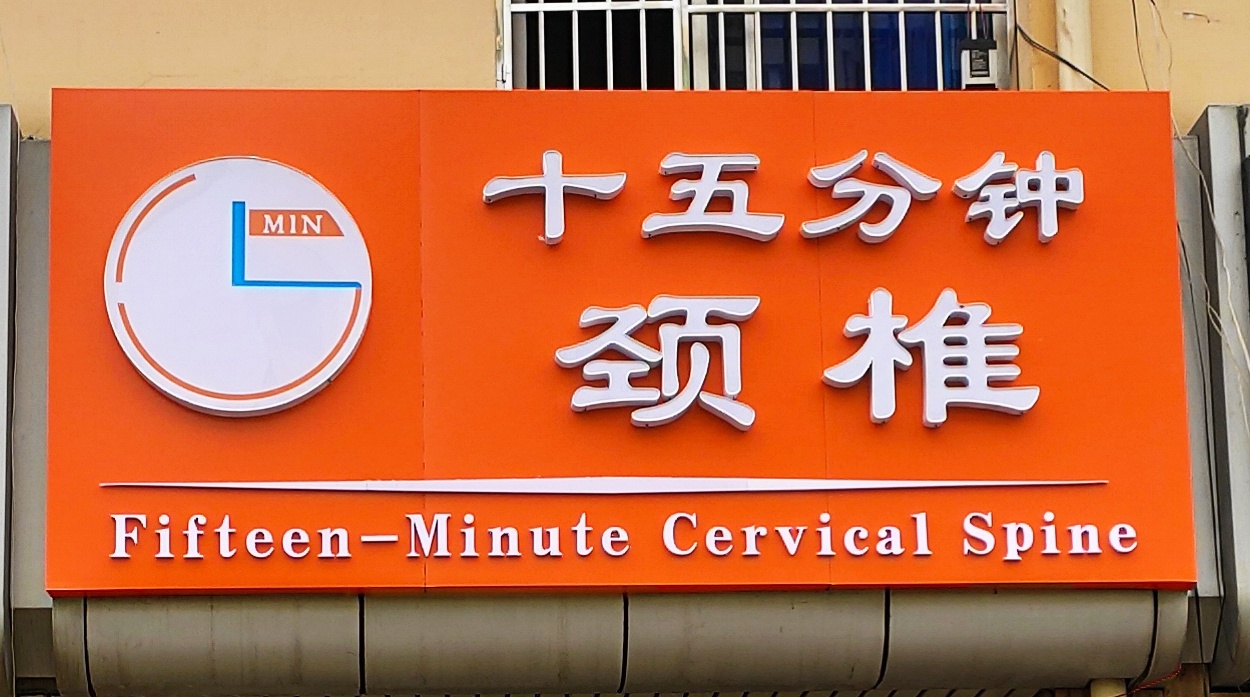 MIN
十五分钟
颈椎
Fifteen-Minute Cervical Spine